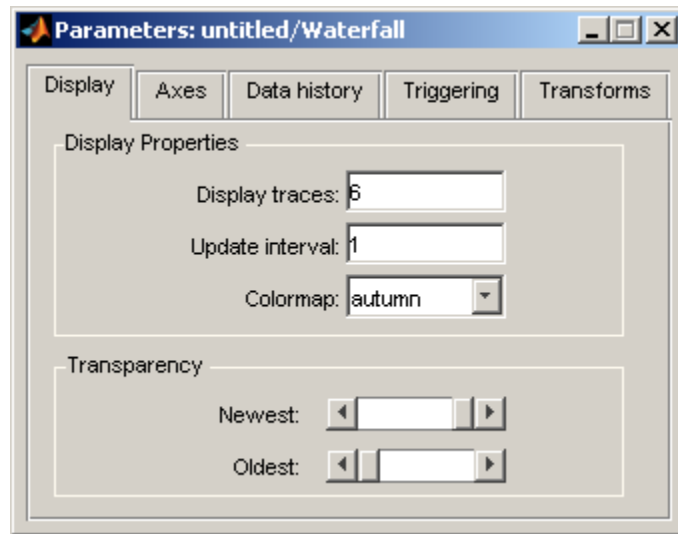 Parameters: untitled/Waterfall
Display Axes Data history Triggering Transforms
Display Properties
Display traces: 6
Update interval: 1
Colormap: autumn
Transparency
Newest:
Oldest: